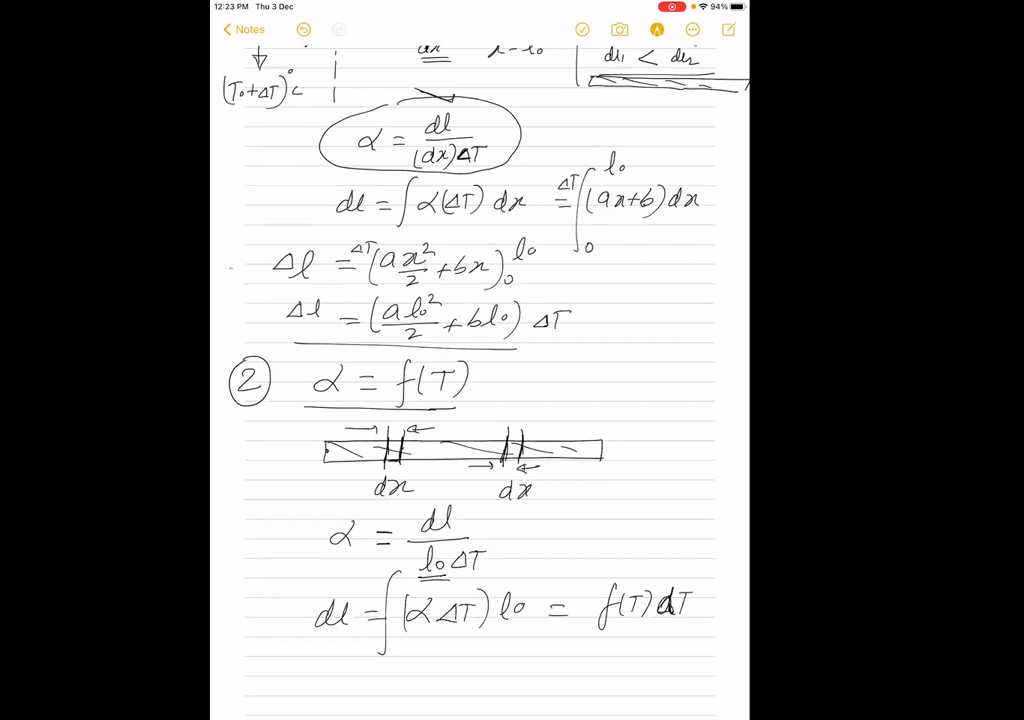 12:23 PM Thu 3 Dec 94%
Notes
dl₁ < dl₂
(T₀+ΔT)°c
α = dl/(dx)ΔT
dl = ∫ α(ΔT) dx = ΔT ∫₀^l₀ (ax+b)dx
Δl = ΔT (ax²/2 + bx)₀^l₀
Δl = (al₀²/2 + bl₀) ΔT
② α = f(T)
dx dx
α = dl/l₀ΔT
dl = ∫(α ΔT) l₀ = f(T) dT